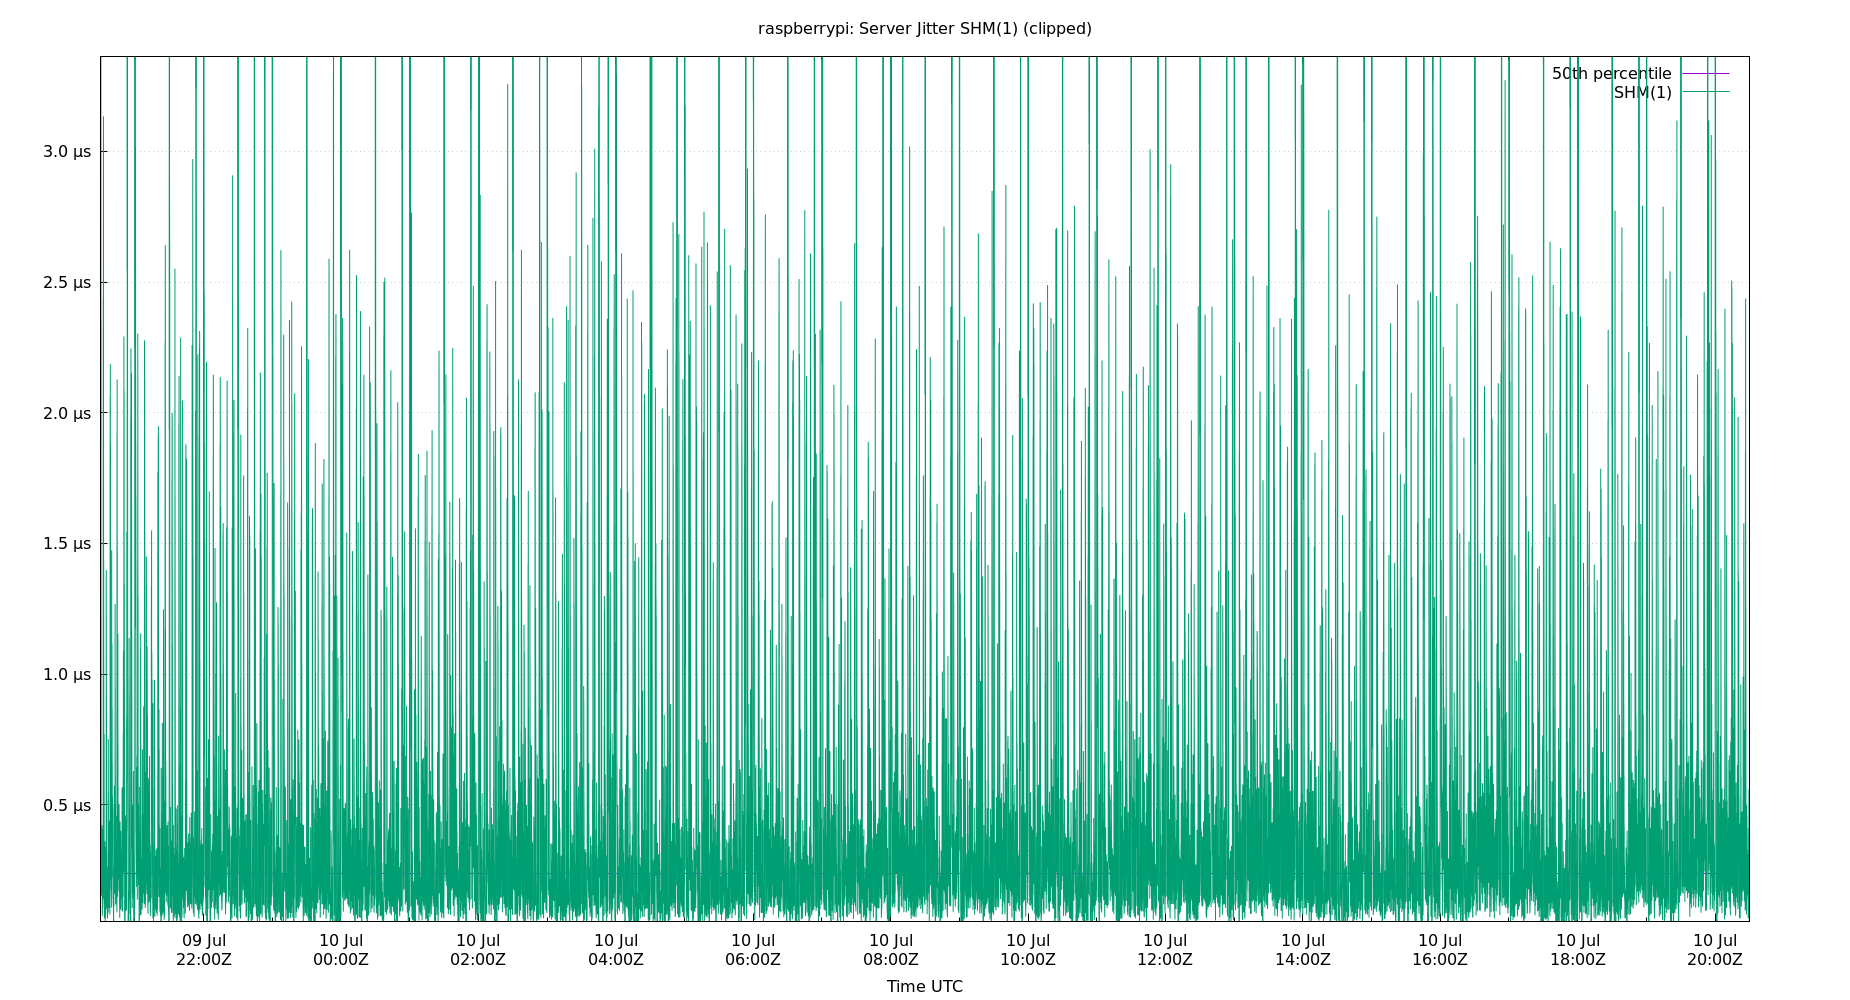 raspberrypi: Server Jitter SHM(1) (clipped)
50th percentile
SHM(1)
3.0 µs
2.5 µs
2.0 µs
1.5 µs
1.0 µs
0.5 µs
09 Jul 10 Jul 10 Jul 10 Jul 10 Jul 10 Jul 10 Jul 10 Jul 10 Jul 10 Jul 10 Jul 10 Jul
22:00Z 00:00Z 02:00Z 04:00Z 06:00Z 08:00Z 10:00Z 12:00Z 14:00Z 16:00Z 18:00Z 20:00Z
Time UTC